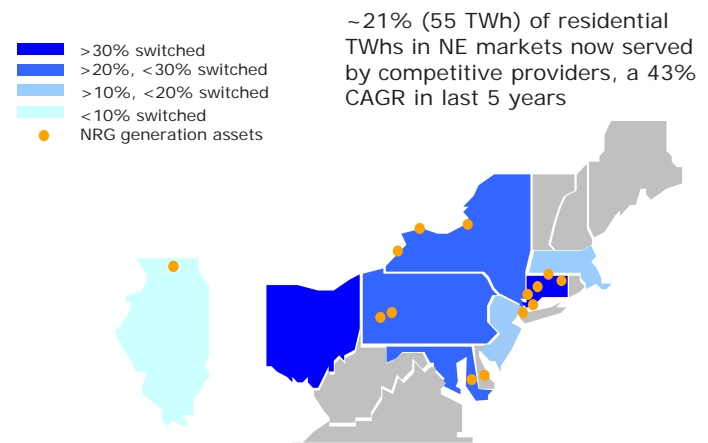 ~21% (55 TWh) of residential
TWhs in NE markets now served
by competitive providers, a 43%
CAGR in last 5 years
>30% switched
>20%, <30% switched
>10%, <20% switched
<10% switched
NRG generation assets